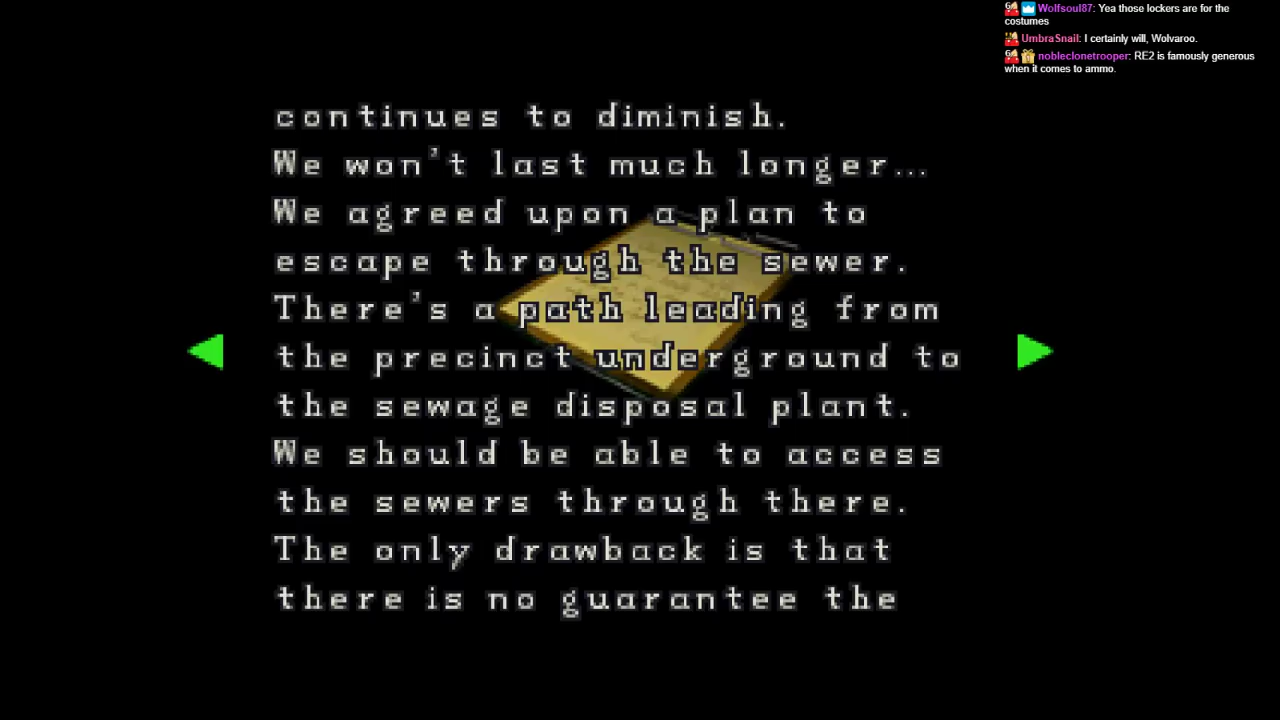 Wolfsoul87: Yea those lockers are for the
costumes
UmbraSnail: I certainly will, Wolvaroo.
nobleclonetrooper: RE2 is famously generous
when it comes to ammo.
continues to diminish.
We won't last much longer...
We agreed upon a plan to
escape through the sewer.
There's a path leading from
the precinct underground to
the sewage disposal plant.
We should be able to access
the sewers through there.
The only drawback is that
there is no guarantee the